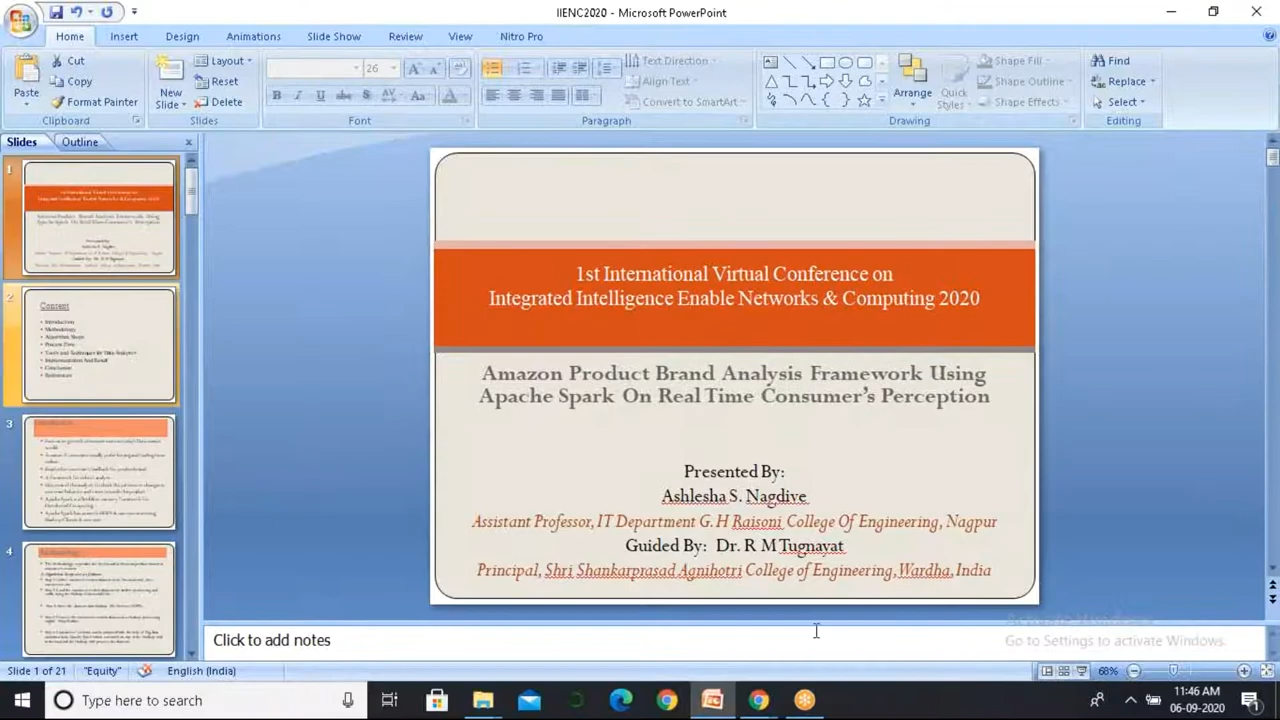 IIENC2020 - Microsoft PowerPoint
Home Insert Design Animations Slide Show Review View Nitro Pro
Cut
Copy
Format Painter
Paste
Clipboard
New Slide
Layout
Reset
Delete
Slides
26
Font
Text Direction
Align Text
Convert to SmartArt
Paragraph
Arrange
Quick Styles
Shape Fill
Shape Outline
Shape Effects
Drawing
Find
Replace
Select
Editing
Slides Outline
1
2
Content
3
4
1st International Virtual Conference on
Integrated Intelligence Enable Networks & Computing 2020
Amazon Product Brand Analysis Framework Using
Apache Spark On Real Time Consumer's Perception
Presented By:
Ashlesha S. Nagdive
Assistant Professor, IT Department G. H Raisoni College Of Engineering, Nagpur
Guided By: Dr. R M Tugnayat
Principal, Shri Shankarprasad Agnihotri College of Engineering, Wardha, India
Click to add notes
Go to Settings to activate Windows.
Slide 1 of 21 "Equity" English (India) 68%
Type here to search
11:46 AM
06-09-2020